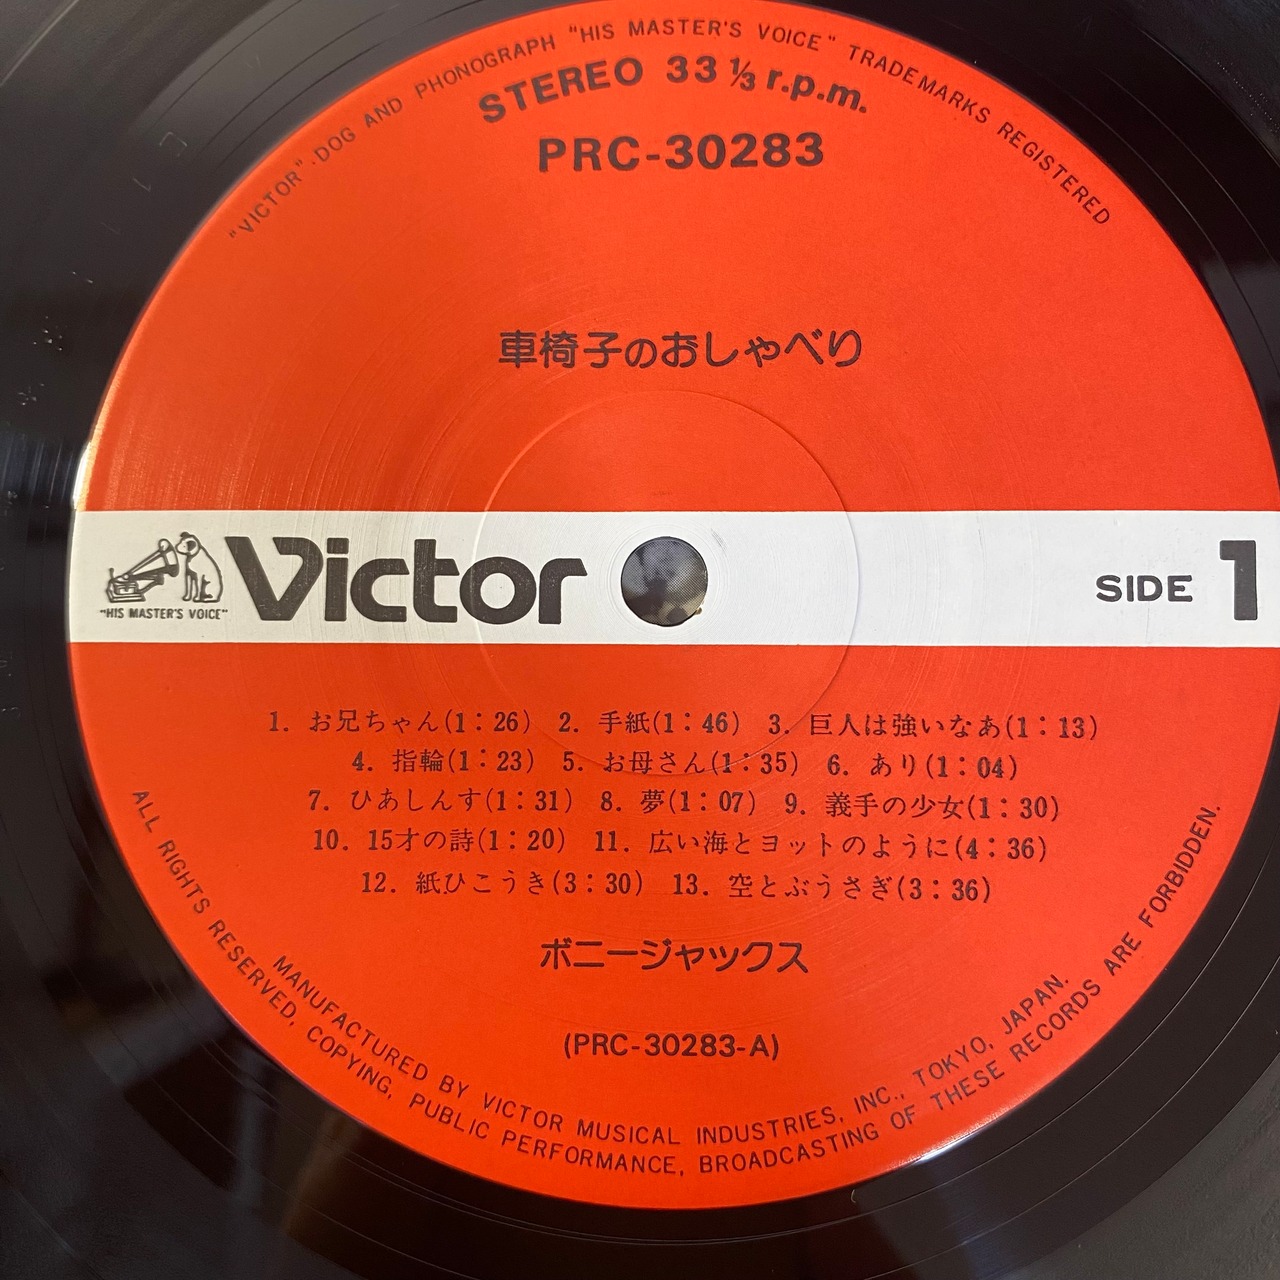 "VICTOR", DOG AND PHONOGRAPH "HIS MASTER'S VOICE" TRADEMARKS REGISTERED
STEREO 33 1/3 r.p.m.
PRC-30283
車椅子のおしゃべり
"HIS MASTER'S VOICE"
Victor
SIDE 1
1. お兄ちゃん(1：26) 2. 手紙(1：46) 3. 巨人は強いなあ(1：13)
4. 指輪(1：23) 5. お母さん(1：35) 6. あり(1：04)
7. ひあしんす(1：31) 8. 夢(1：07) 9. 義手の少女(1：30)
10. 15才の詩(1：20) 11. 広い海とヨットのように(4：36)
12. 紙ひこうき(3：30) 13. 空とぶうさぎ(3：36)
ボニージャックス
(PRC-30283-A)
MANUFACTURED BY VICTOR MUSICAL INDUSTRIES, INC., TOKYO, JAPAN.
ALL RIGHTS RESERVED, COPYING, PUBLIC PERFORMANCE, BROADCASTING OF THESE RECORDS ARE FORBIDDEN.